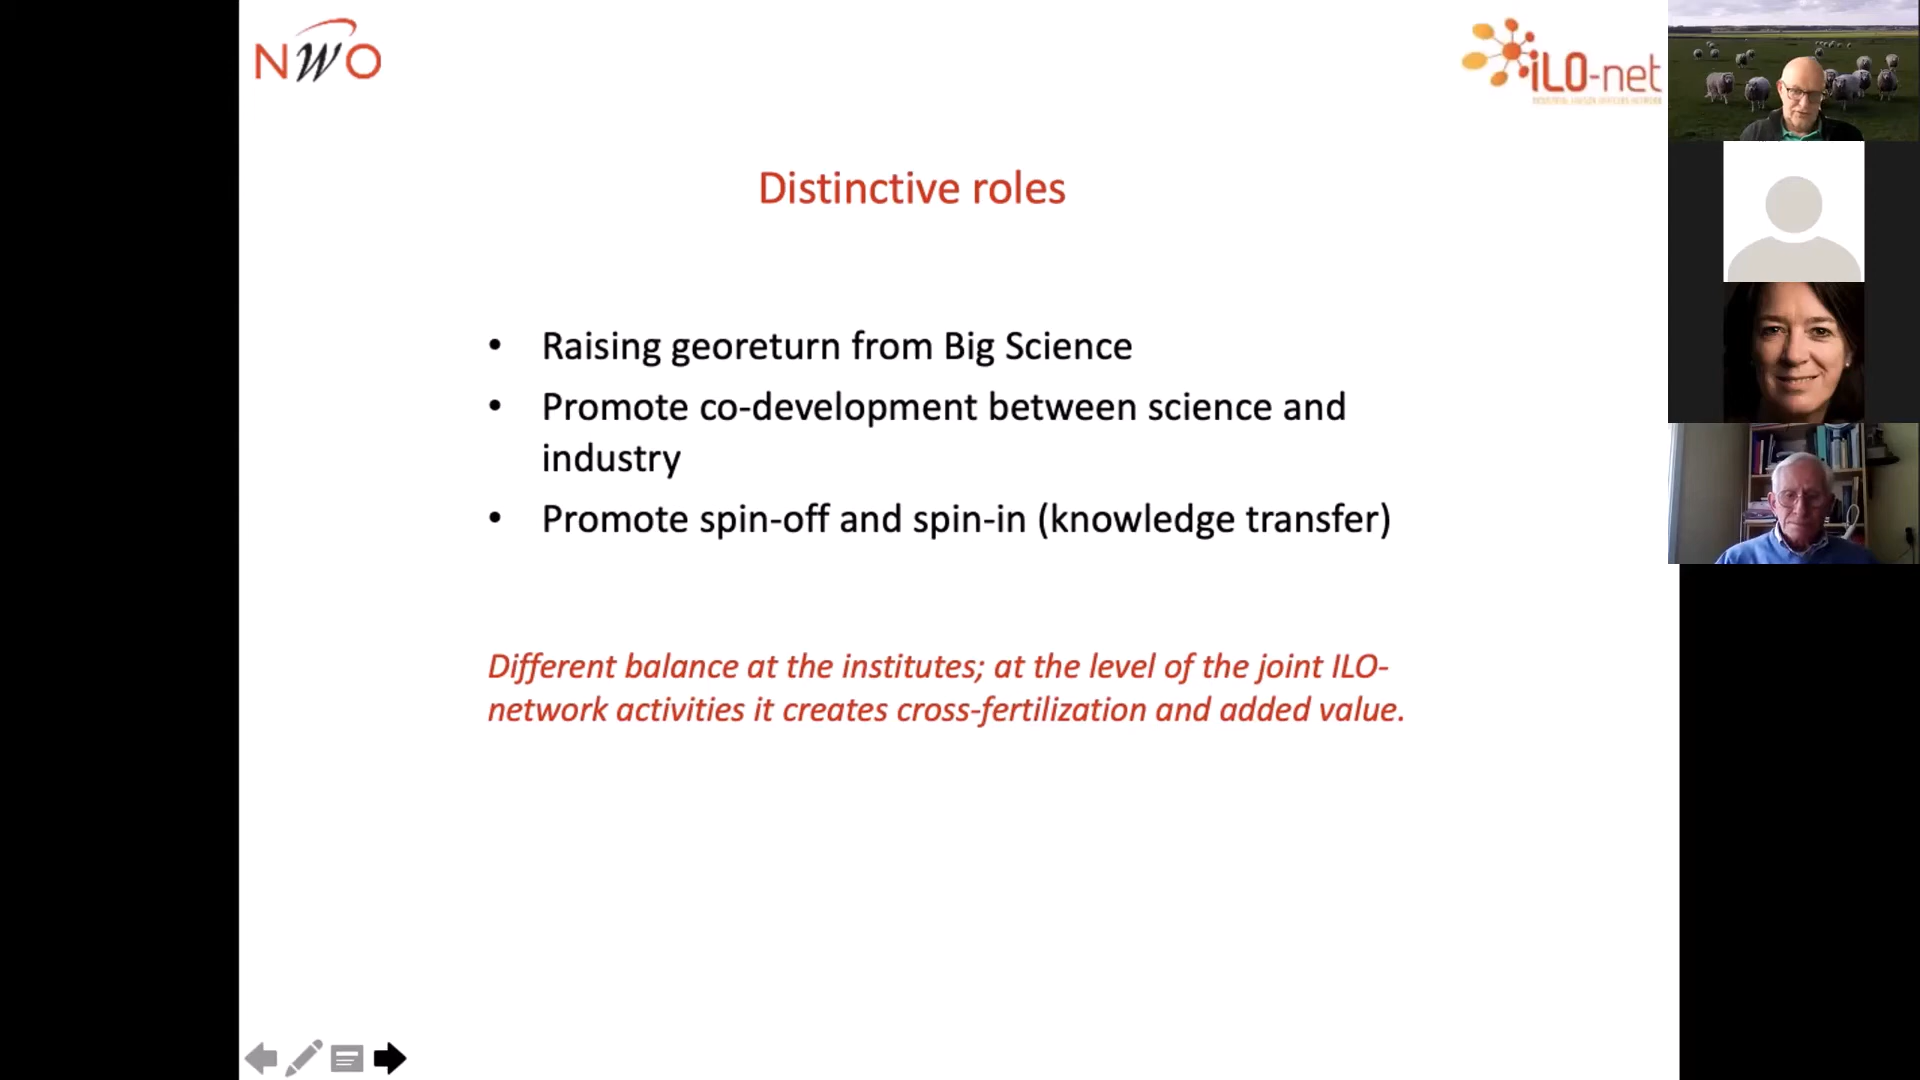 NWO
iLO-net
Distinctive roles
• Raising georeturn from Big Science
• Promote co-development between science and
industry
• Promote spin-off and spin-in (knowledge transfer)
Different balance at the institutes; at the level of the joint ILO-
network activities it creates cross-fertilization and added value.